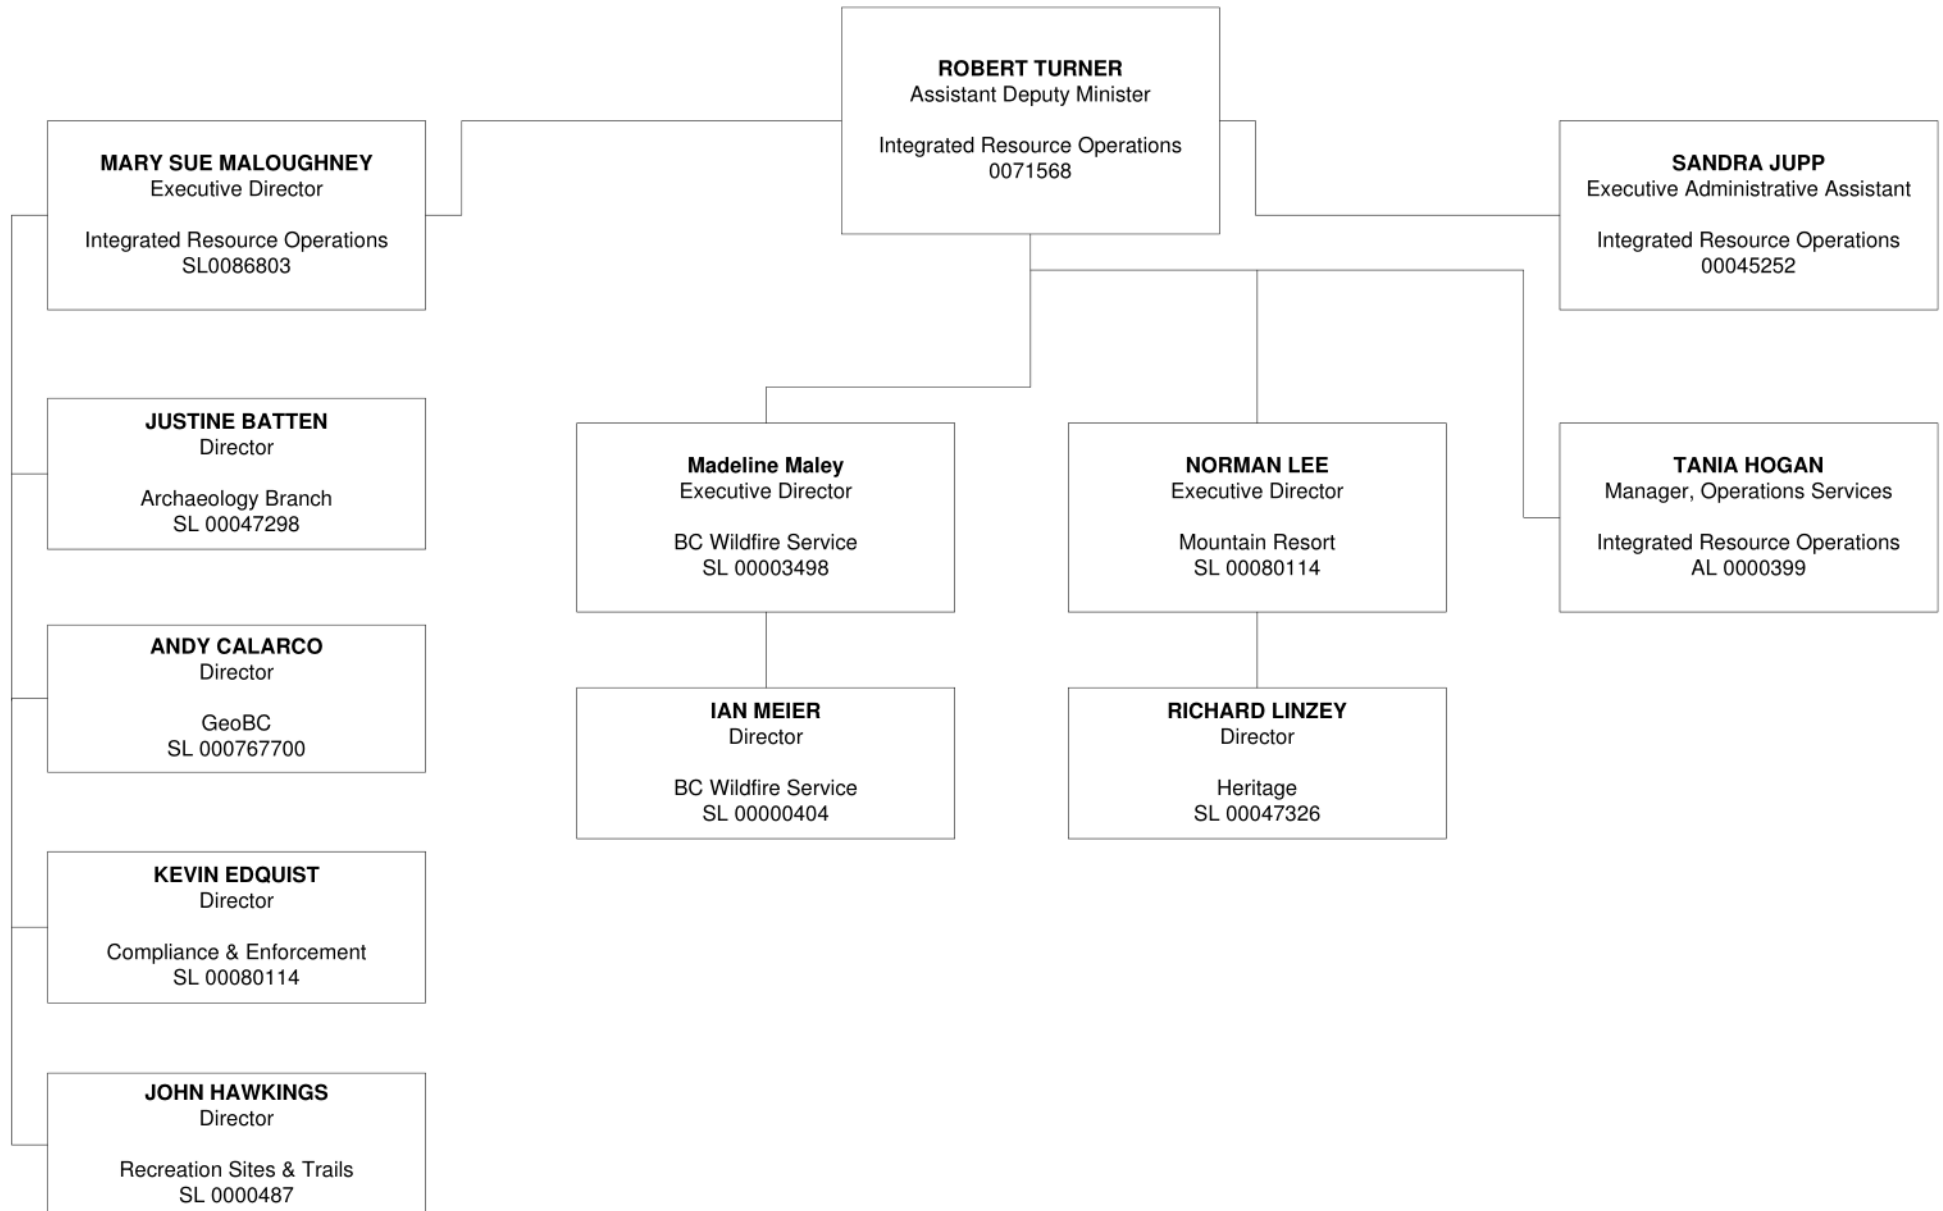 ROBERT TURNER
Assistant Deputy Minister
Integrated Resource Operations
0071568
MARY SUE MALOUGHNEY
Executive Director
Integrated Resource Operations
SL0086803
SANDRA JUPP
Executive Administrative Assistant
Integrated Resource Operations
00045252
JUSTINE BATTEN
Director
Archaeology Branch
SL 00047298
Madeline Maley
Executive Director
BC Wildfire Service
SL 00003498
NORMAN LEE
Executive Director
Mountain Resort
SL 00080114
TANIA HOGAN
Manager, Operations Services
Integrated Resource Operations
AL 0000399
ANDY CALARCO
Director
GeoBC
SL 000767700
IAN MEIER
Director
BC Wildfire Service
SL 00000404
RICHARD LINZEY
Director
Heritage
SL 00047326
KEVIN EDQUIST
Director
Compliance & Enforcement
SL 00080114
JOHN HAWKINGS
Director
Recreation Sites & Trails
SL 0000487